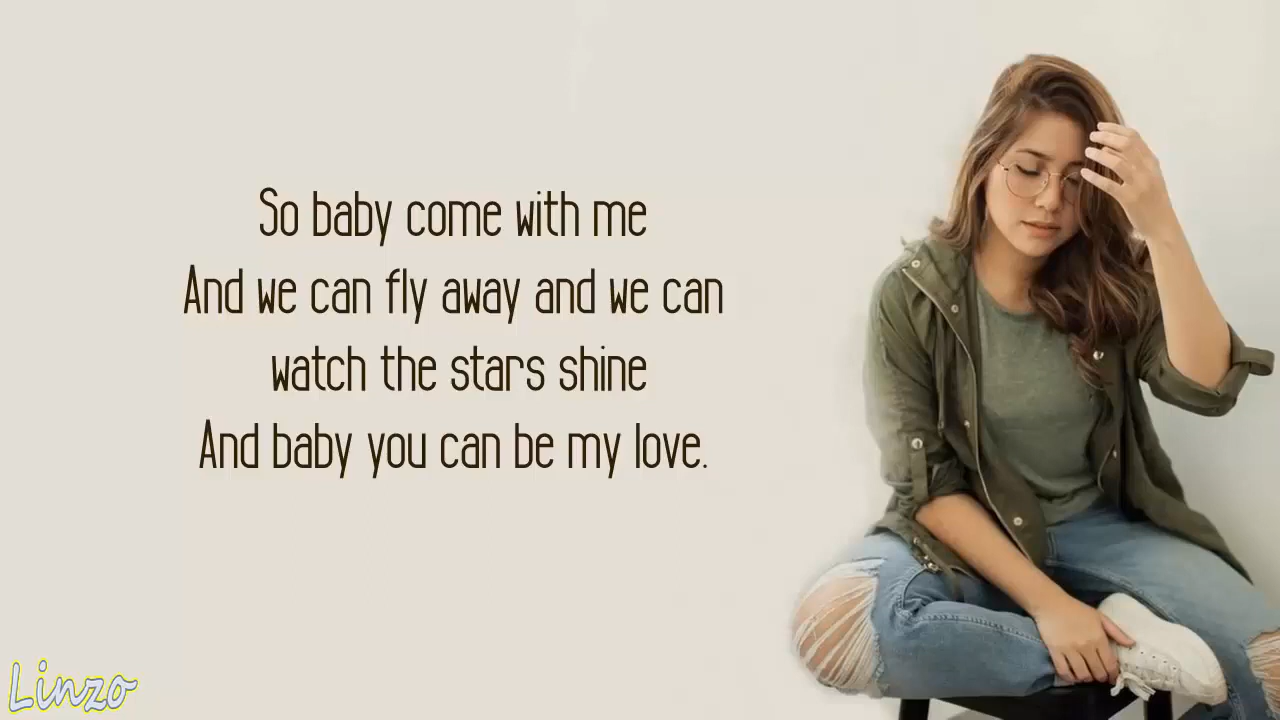 So baby come with me
And we can fly away and we can
watch the stars shine
And baby you can be my love.
Linzo